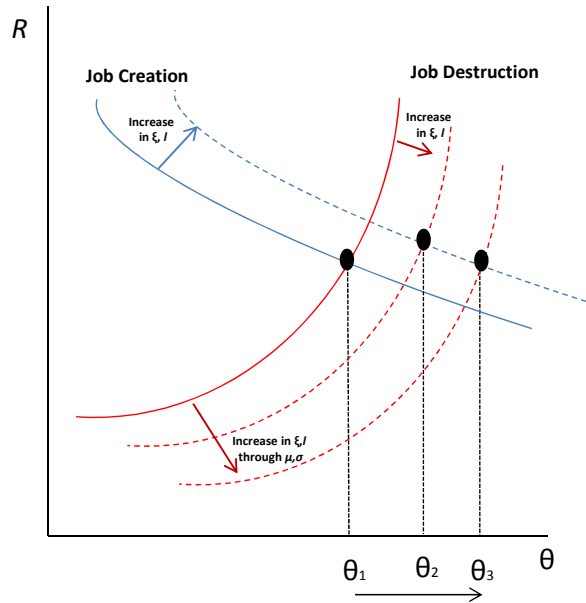 R
Job Creation
Job Destruction
Increase
in ξ, l
Increase
in ξ, l
Increase in ξ,l
through μ,σ
θ
θ1
θ2
θ3